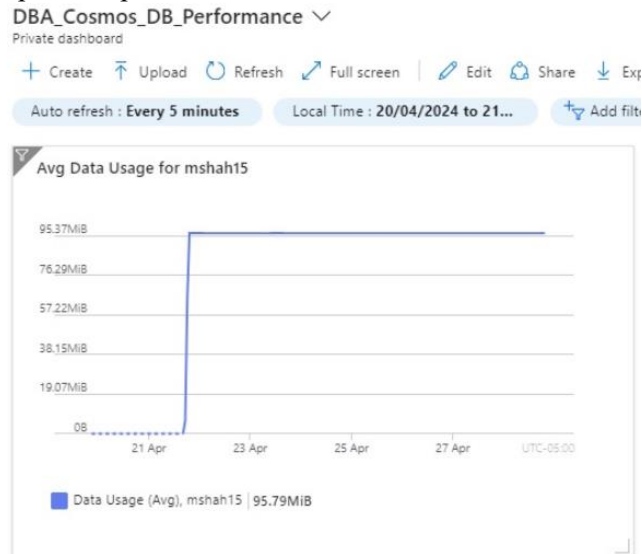 DBA_Cosmos_DB_Performance
Private dashboard
Create Upload Refresh Full screen Edit Share Exp
Auto refresh : Every 5 minutes Local Time : 20/04/2024 to 21... Add filte
Avg Data Usage for mshah15
95.37MiB
76.29MiB
57.22MiB
38.15MiB
19.07MiB
0B
21 Apr 23 Apr 25 Apr 27 Apr UTC-05:00
Data Usage (Avg), mshah15 95.79MiB